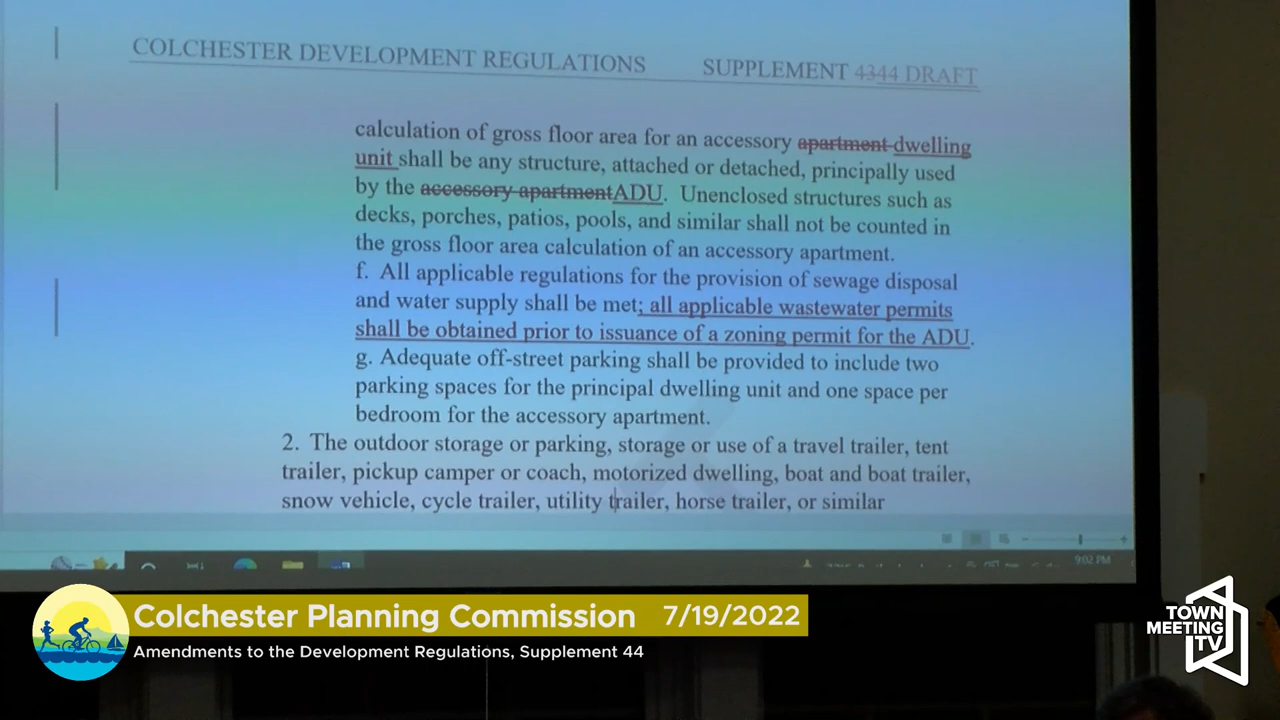 COLCHESTER DEVELOPMENT REGULATIONS SUPPLEMENT 4344 DRAFT
calculation of gross floor area for an accessory apartment dwelling
unit shall be any structure, attached or detached, principally used
by the accessory apartmentADU. Unenclosed structures such as
decks, porches, patios, pools, and similar shall not be counted in
the gross floor area calculation of an accessory apartment.
f. All applicable regulations for the provision of sewage disposal
and water supply shall be met; all applicable wastewater permits
shall be obtained prior to issuance of a zoning permit for the ADU.
g. Adequate off-street parking shall be provided to include two
parking spaces for the principal dwelling unit and one space per
bedroom for the accessory apartment.
2. The outdoor storage or parking, storage or use of a travel trailer, tent
trailer, pickup camper or coach, motorized dwelling, boat and boat trailer,
snow vehicle, cycle trailer, utility trailer, horse trailer, or similar
9:02 PM
Colchester Planning Commission 7/19/2022
Amendments to the Development Regulations, Supplement 44
TOWN
MEETING
TV